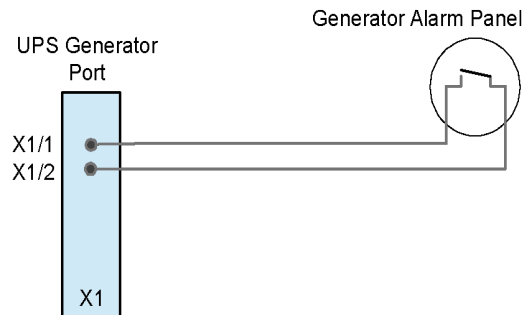 Generator Alarm Panel
UPS Generator
Port
X1/1
X1/2
X1